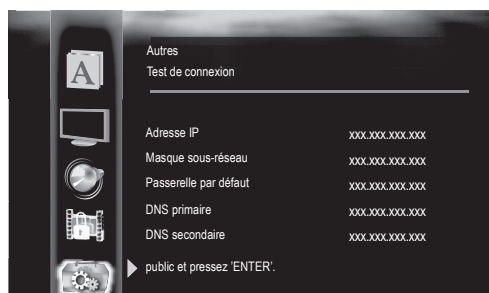 A
Autres
Test de connexion
Adresse IP xxx.xxx.xxx.xxx
Masque sous-réseau xxx.xxx.xxx.xxx
Passerelle par défaut xxx.xxx.xxx.xxx
DNS primaire xxx.xxx.xxx.xxx
DNS secondaire xxx.xxx.xxx.xxx
public et pressez 'ENTER'.